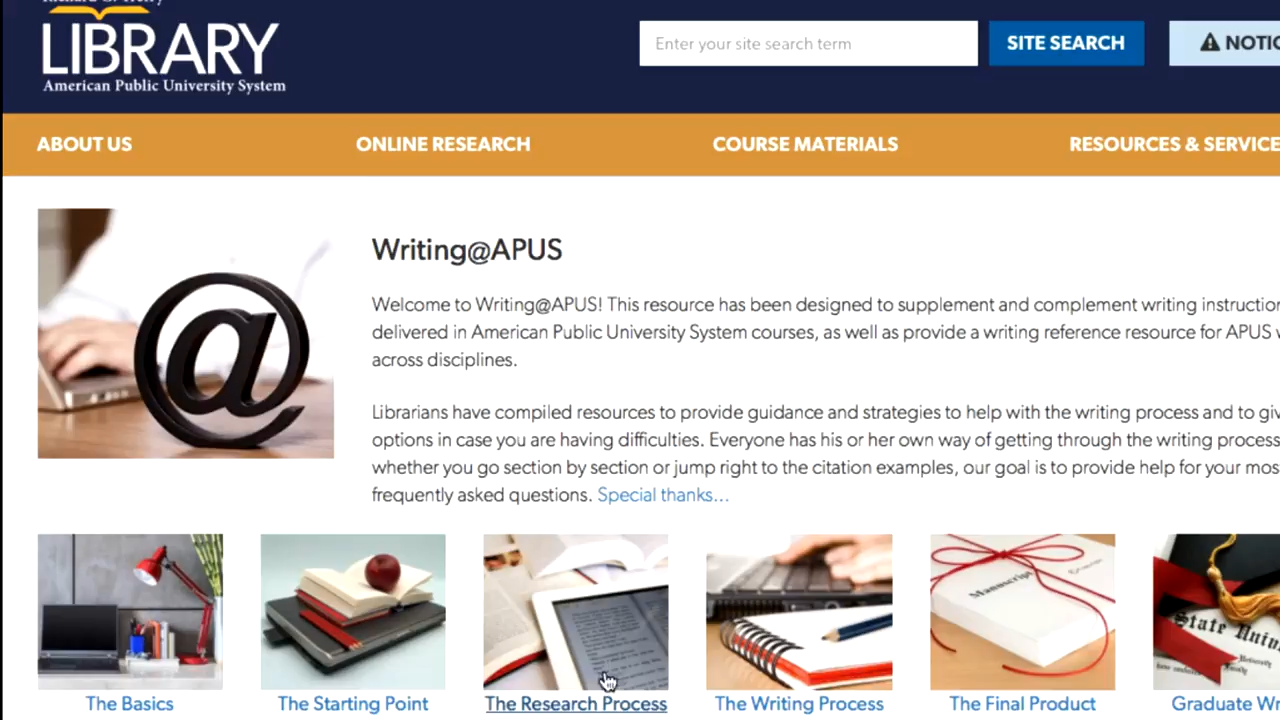 LIBRARY
American Public University System
Enter your site search term
SITE SEARCH
NOTIC
ABOUT US
ONLINE RESEARCH
COURSE MATERIALS
RESOURCES & SERVICE
Writing@APUS
Welcome to Writing@APUS! This resource has been designed to supplement and complement writing instruction
delivered in American Public University System courses, as well as provide a writing reference resource for APUS
across disciplines.
Librarians have compiled resources to provide guidance and strategies to help with the writing process and to giv
options in case you are having difficulties. Everyone has his or her own way of getting through the writing process
whether you go section by section or jump right to the citation examples, our goal is to provide help for your mos
frequently asked questions. Special thanks...
Manuscript
State Univ
The Basics
The Starting Point
The Research Process
The Writing Process
The Final Product
Graduate Wr